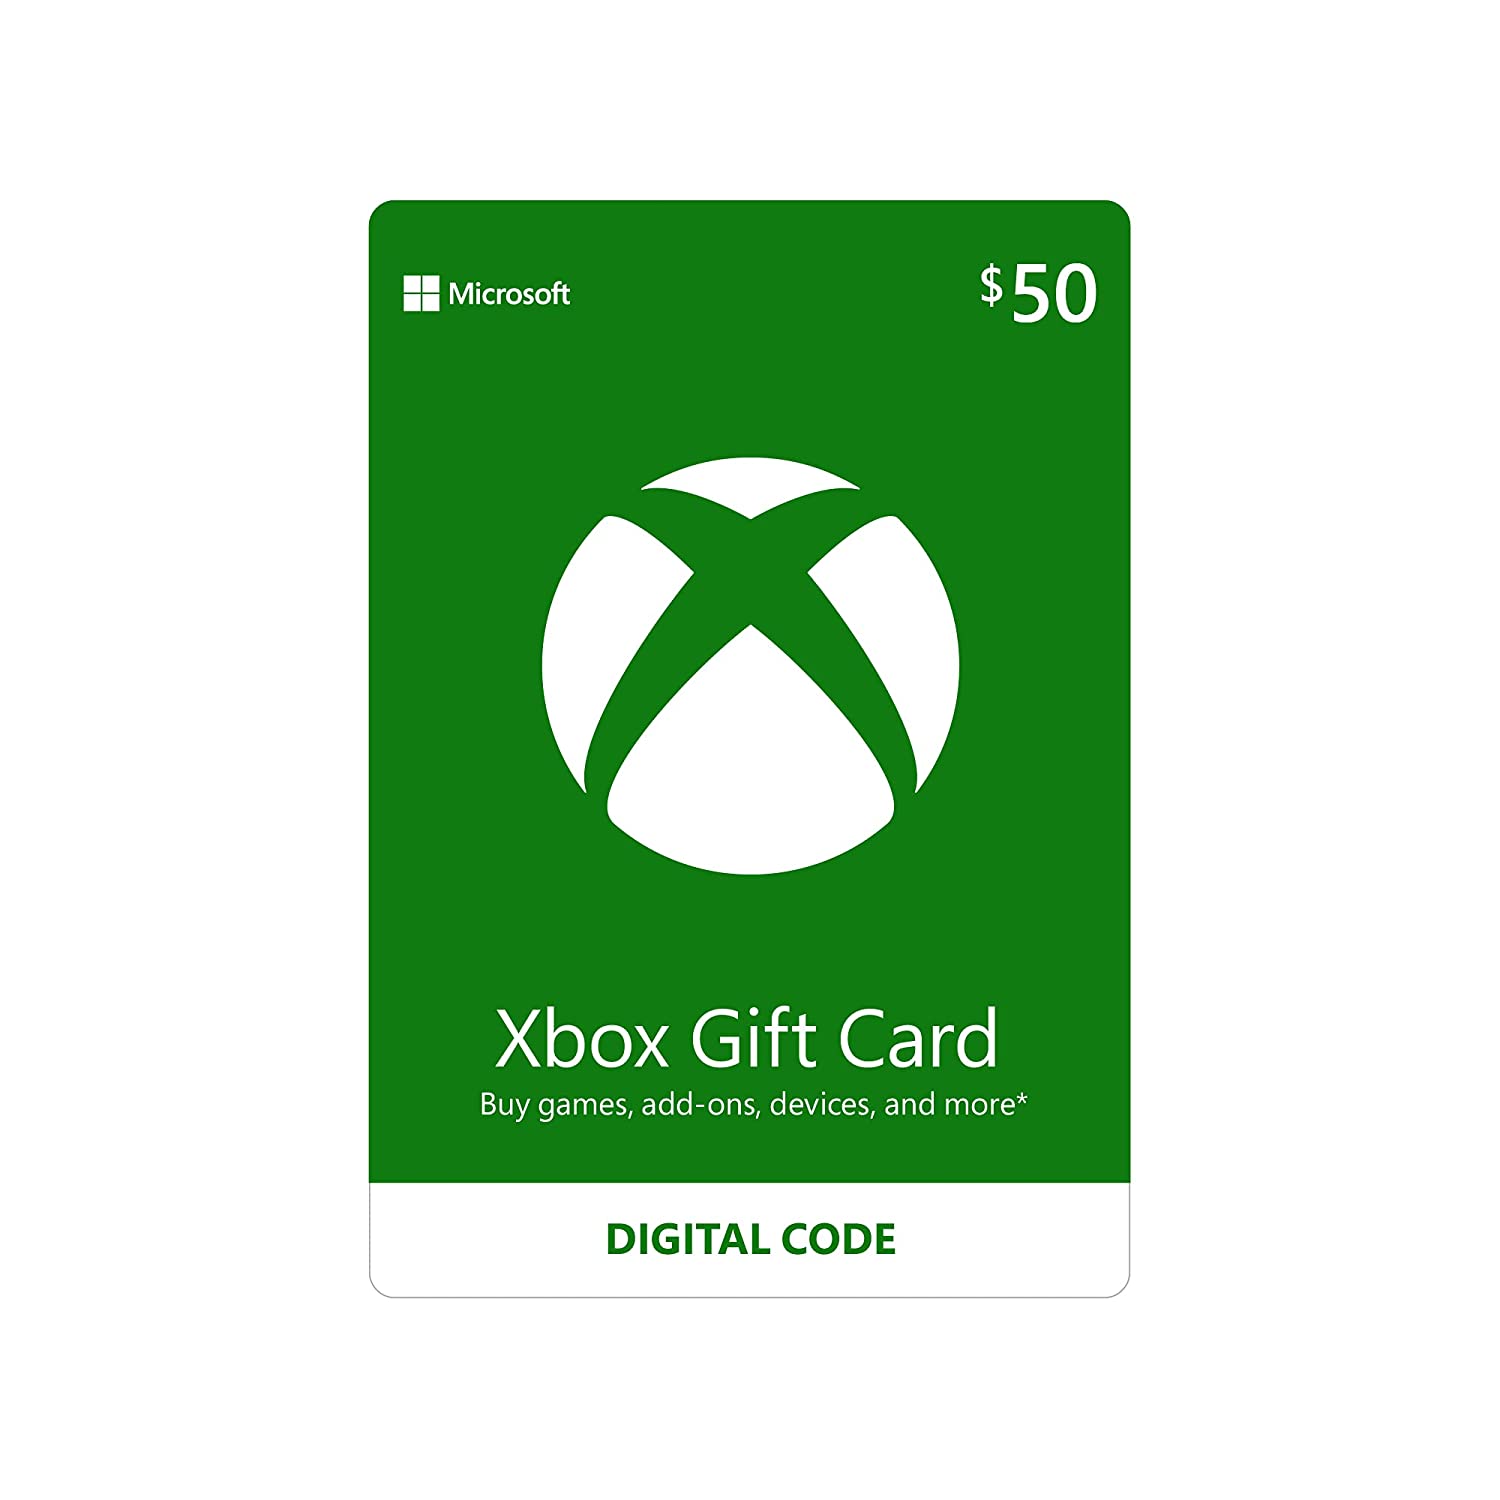 Microsoft
$50
Xbox Gift Card
Buy games, add-ons, devices, and more*
DIGITAL CODE